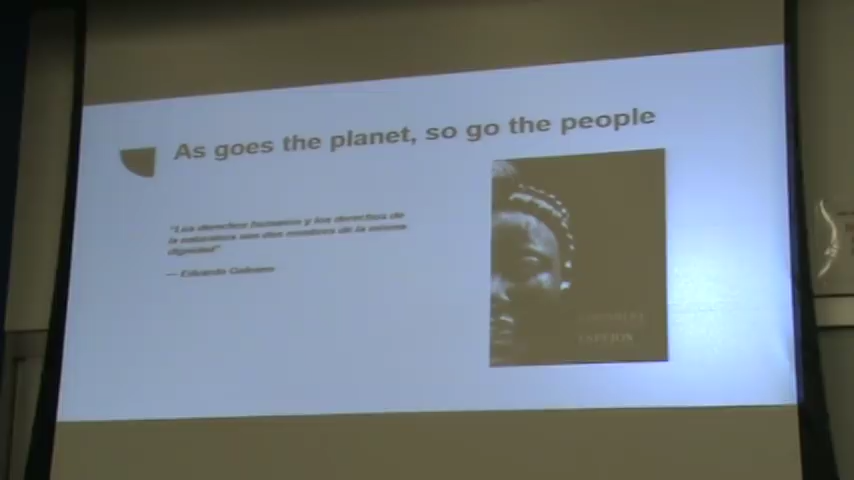 As goes the planet, so go the people
"Los derechos humanos y los derechos de
la naturaleza son dos nombres de la misma
dignidad"
— Eduardo Galeano